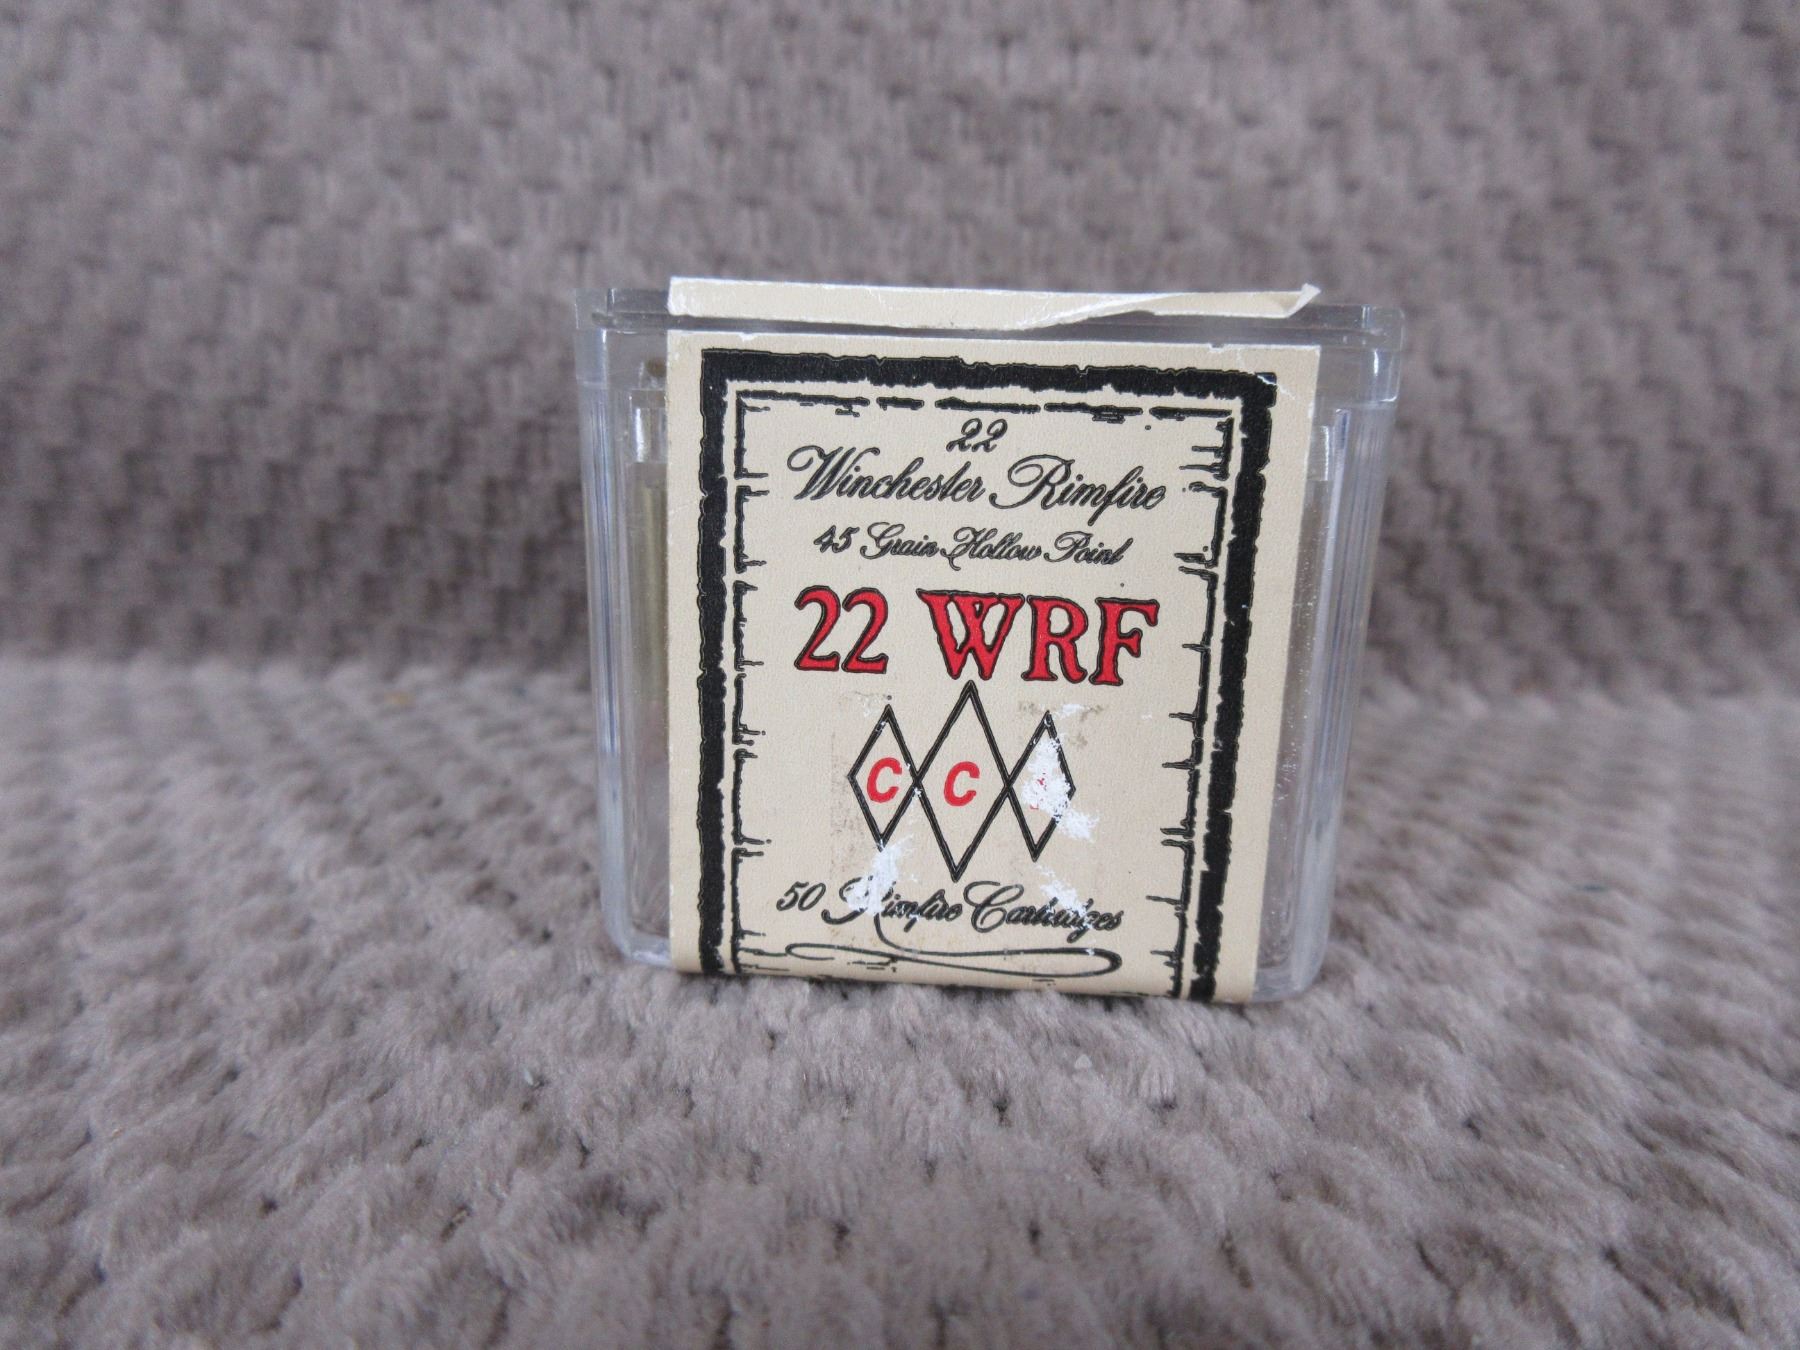 22
Winchester Rimfire
45 Grain Hollow Point
22 WRF
C C
50 Rimfire Cartridges